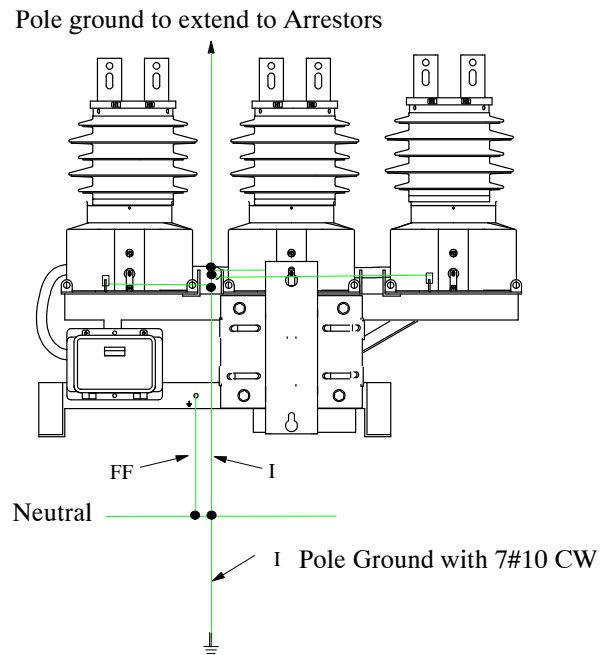 Pole ground to extend to Arrestors
FF
I
Neutral
I Pole Ground with 7#10 CW